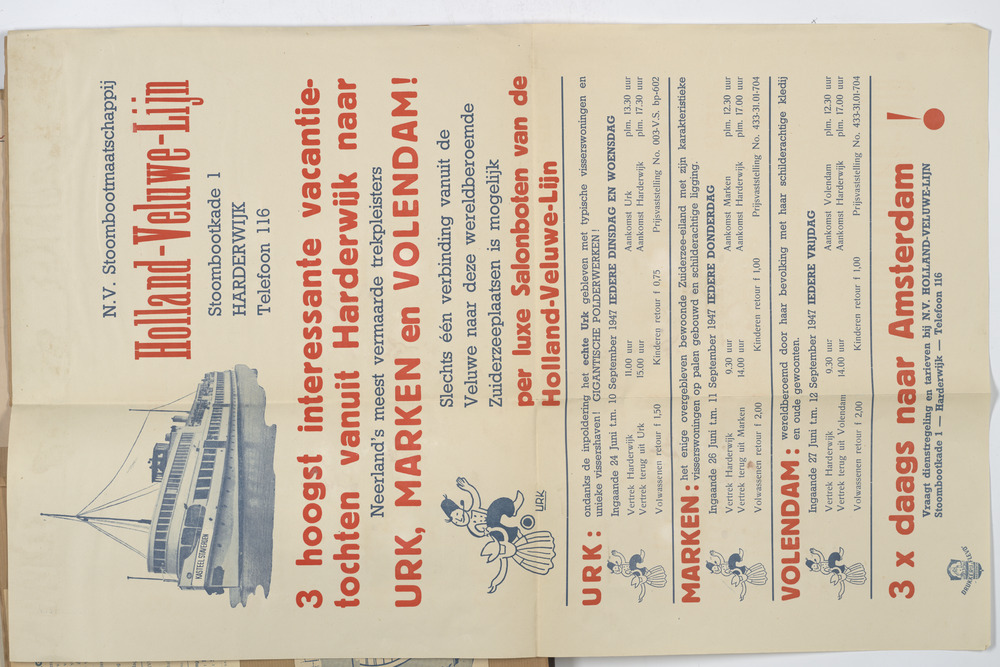 N.V. Stoombootmaatschappij
Holland-Veluwe-Lijn
Stoombootkade 1
HARDERWIJK
Telefoon 116
KASTEEL STAVERDEN
3 hoogst interessante vacantie-
tochten vanuit Harderwijk naar
Neerland's meest vermaarde trekpleisters
URK, MARKEN en VOLENDAM!
Slechts één verbinding vanuit de
Veluwe naar deze wereldberoemde
Zuiderzeeplaatsen is mogelijk
per luxe Salonboten van de
Holland-Veluwe-Lijn
URK
URK: ondanks de inpoldering het echte Urk gebleven met typische visserswoningen en
unieke vissershaven! GIGANTISCHE POLDERWERKEN!
Ingaande 24 juni t.m. 10 September 1947 IEDERE DINSDAG EN WOENSDAG
Vertrek Harderwijk 11.00 uur Aankomst Urk plm. 13.30 uur
Vertrek terug uit Urk 15.00 uur Aankomst Harderwijk plm. 17.30 uur
Volwassenen retour f 1,50 Kinderen retour f 0,75 Prijsvaststelling No. 003-V.S. bp-602
MARKEN: het enige overgebleven bewoonde Zuiderzee-eiland met zijn karakteristieke
visserswoningen op palen gebouwd en schilderachtige ligging.
Ingaande 26 Juni t.m. 11 September 1947 IEDERE DONDERDAG
Vertrek Harderwijk 9.30 uur Aankomst Marken plm. 12.30 uur
Vertrek terug uit Marken 14.00 uur Aankomst Harderwijk plm. 17.00 uur
Volwassenen retour f 2,00 Kinderen retour f 1,00 Prijsvaststelling No. 433-31.01-704
VOLENDAM: wereldberoemd door haar bevolking met haar schilderachtige kledij
en oude gewoonten.
Ingaande 27 Juni t.m. 12 September 1947 IEDERE VRIJDAG
Vertrek Harderwijk 9.30 uur Aankomst Volendam plm. 12.30 uur
Vertrek terug uit Volendam 14.00 uur Aankomst Harderwijk plm. 17.00 uur
Volwassenen retour f 2,00 Kinderen retour f 1,00 Prijsvaststelling No. 433-31.01-704
3 x daags naar Amsterdam!
Vraagt dienstregeling en tarieven bij N.V. HOLLAND-VELUWE-LIJN
Stoombootkade 1 — Harderwijk — Telefoon 116